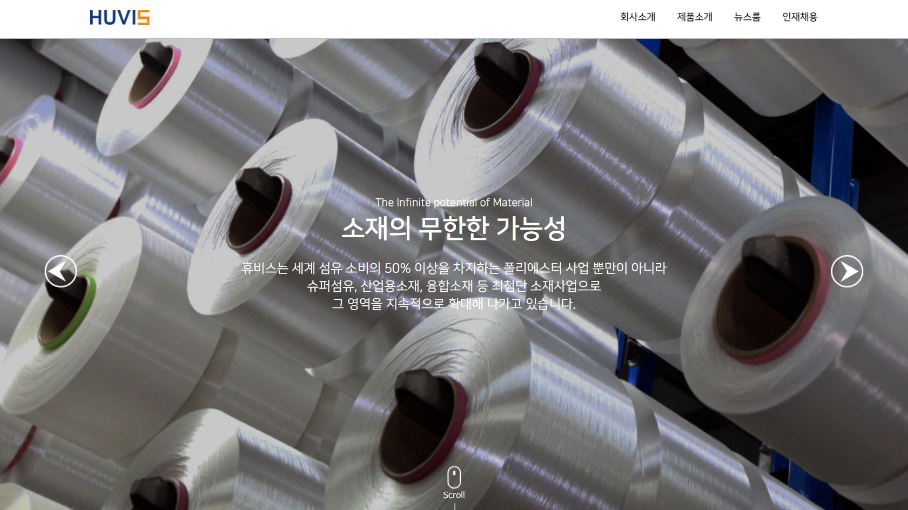 HUVIS
회사소개 제품소개 뉴스룸 인재채용
The Infinite potential of Material
소재의 무한한 가능성
휴비스는 세계 섬유 소비의 50% 이상을 차지하는 폴리에스터 사업 뿐만이 아니라
슈퍼섬유, 산업용소재, 융합소재 등 최첨단 소재사업으로
그 영역을 지속적으로 확대해 나가고 있습니다.
Scroll